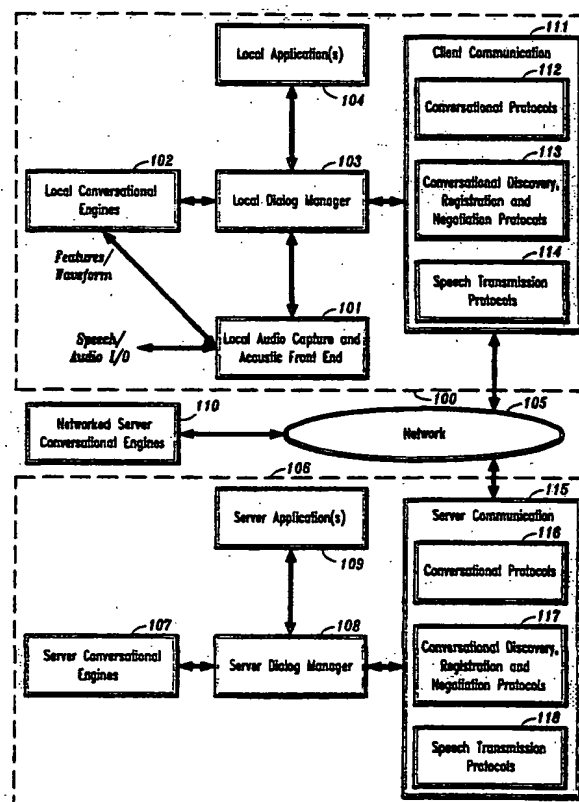 111
Local Application(s)
104
Client Communication
112
Conversational Protocols
102
Local Conversational
Engines
103
Local Dialog Manager
113
Conversational Discovery,
Registration and
Negotiation Protocols
Features/
Waveform
114
Speech Transmission
Protocols
101
Local Audio Capture and
Acoustic Front End
Speech/
Audio I/O
100
105
110
Networked Server
Conversational Engines
Network
106
115
Server Application(s)
109
Server Communication
116
Conversational Protocols
107
Server Conversational
Engines
108
Server Dialog Manager
117
Conversational Discovery,
Registration and
Negotiation Protocols
118
Speech Transmission
Protocols